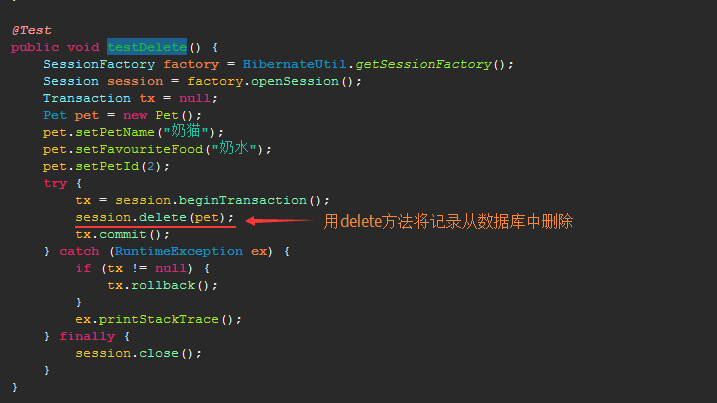 @Test
public void testDelete() {
    SessionFactory factory = HibernateUtil.getSessionFactory();
    Session session = factory.openSession();
    Transaction tx = null;
    Pet pet = new Pet();
    pet.setPetName("奶猫");
    pet.setFavouriteFood("奶水");
    pet.setPetId(2);
    try {
        tx = session.beginTransaction();
        session.delete(pet); 用delete方法将记录从数据库中删除
        tx.commit();
    } catch (RuntimeException ex) {
        if (tx != null) {
            tx.rollback();
        }
        ex.printStackTrace();
    } finally {
        session.close();
    }
}